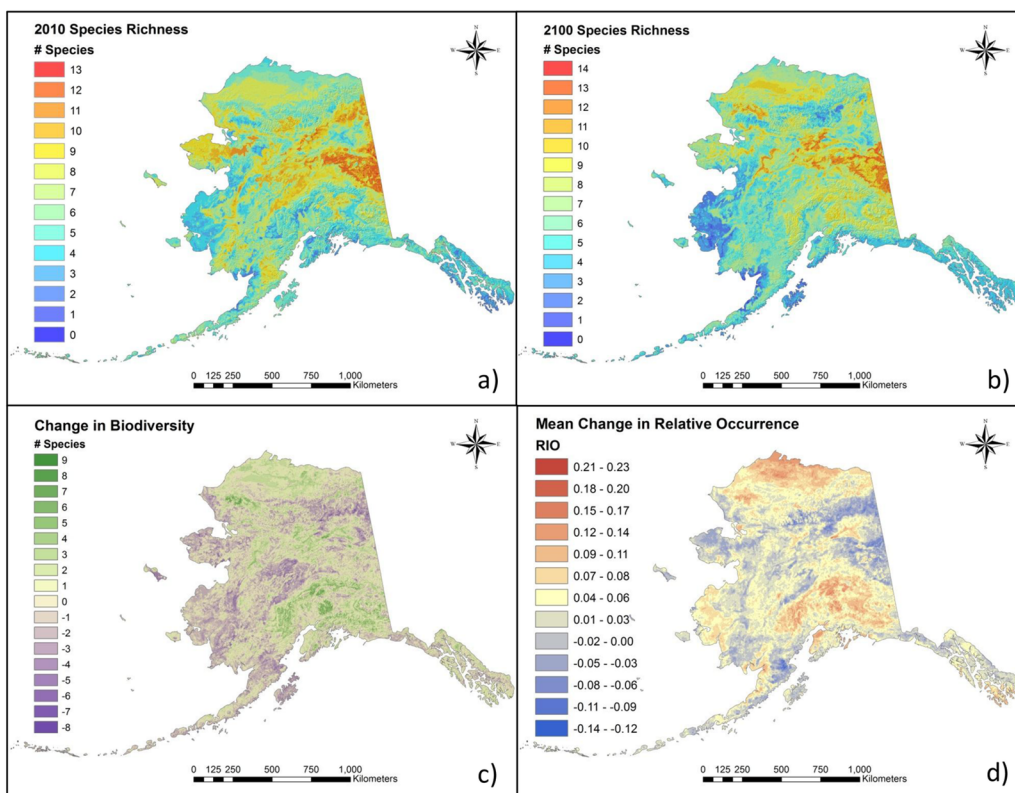 2010 Species Richness
# Species
13
12
11
10
9
8
7
6
5
4
3
2
1
0
N
W
E
S
0 125 250 500 750 1,000
Kilometers
a)
2100 Species Richness
# Species
14
13
12
11
10
9
8
7
6
5
4
3
2
1
0
N
W
E
S
0 125 250 500 750 1,000
Kilometers
b)
Change in Biodiversity
# Species
9
8
7
6
5
4
3
2
1
0
-1
-2
-3
-4
-5
-6
-7
-8
N
W
E
S
0 125 250 500 750 1,000
Kilometers
c)
Mean Change in Relative Occurrence
RIO
0.21 - 0.23
0.18 - 0.20
0.15 - 0.17
0.12 - 0.14
0.09 - 0.11
0.07 - 0.08
0.04 - 0.06
0.01 - 0.03
-0.02 - 0.00
-0.05 - -0.03
-0.08 - -0.06
-0.11 - -0.09
-0.14 - -0.12
N
W
E
S
0 125 250 500 750 1,000
Kilometers
d)